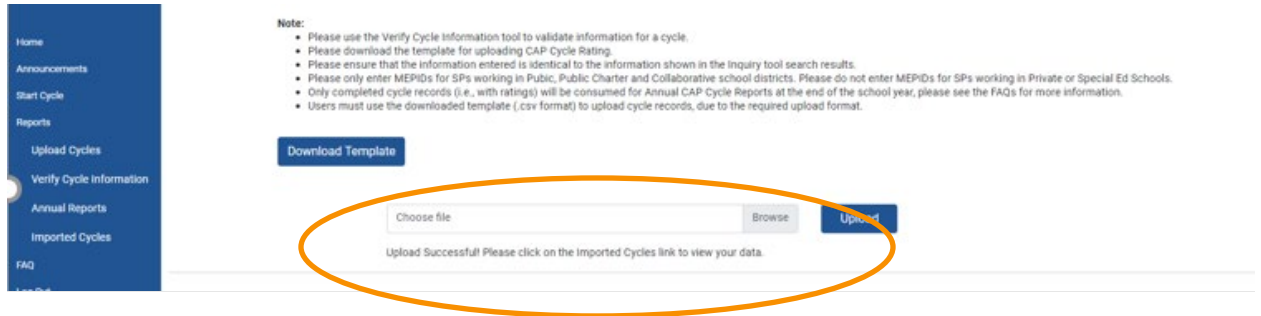 Home
Announcements
Start Cycle
Reports
Upload Cycles
Verify Cycle Information
Annual Reports
Imported Cycles
FAQ
Log Out
Note:
• Please use the Verify Cycle Information tool to validate information for a cycle.
• Please download the template for uploading CAP Cycle Rating.
• Please ensure that the information entered is identical to the information shown in the Inquiry tool search results.
• Please only enter MEPIDs for SPs working in Pubic, Public Charter and Collaborative school districts. Please do not enter MEPIDs for SPs working in Private or Special Ed Schools.
• Only completed cycle records (i.e., with ratings) will be consumed for Annual CAP Cycle Reports at the end of the school year, please see the FAQs for more information.
• Users must use the downloaded template (.csv format) to upload cycle records, due to the required upload format.
Download Template
Choose file Browse Upload
Upload Successful! Please click on the Imported Cycles link to view your data.